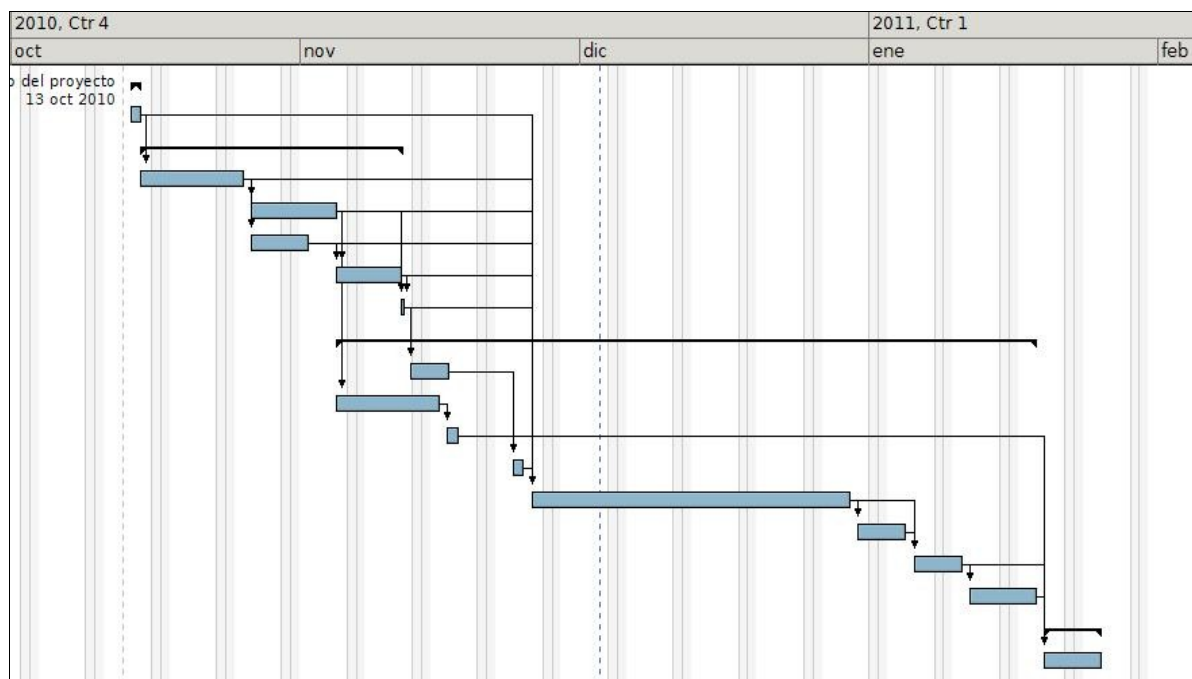 2010, Ctr 4 2011, Ctr 1
oct nov dic ene feb
o del proyecto
13 oct 2010